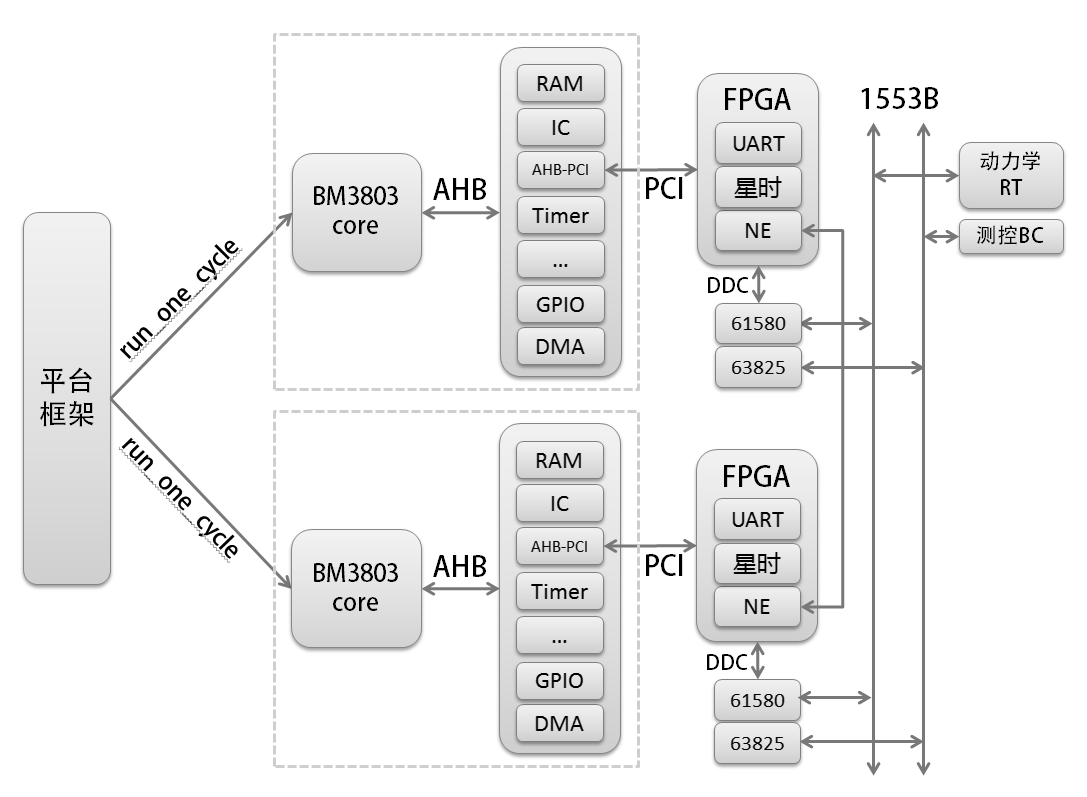 平台
框架
run_one_cycle
BM3803
core
AHB
RAM
IC
AHB-PCI
Timer
...
GPIO
DMA
PCI
FPGA
UART
星时
NE
DDC
61580
63825
1553B
动力学
RT
测控BC
run_one_cycle
BM3803
core
AHB
RAM
IC
AHB-PCI
Timer
...
GPIO
DMA
PCI
FPGA
UART
星时
NE
DDC
61580
63825